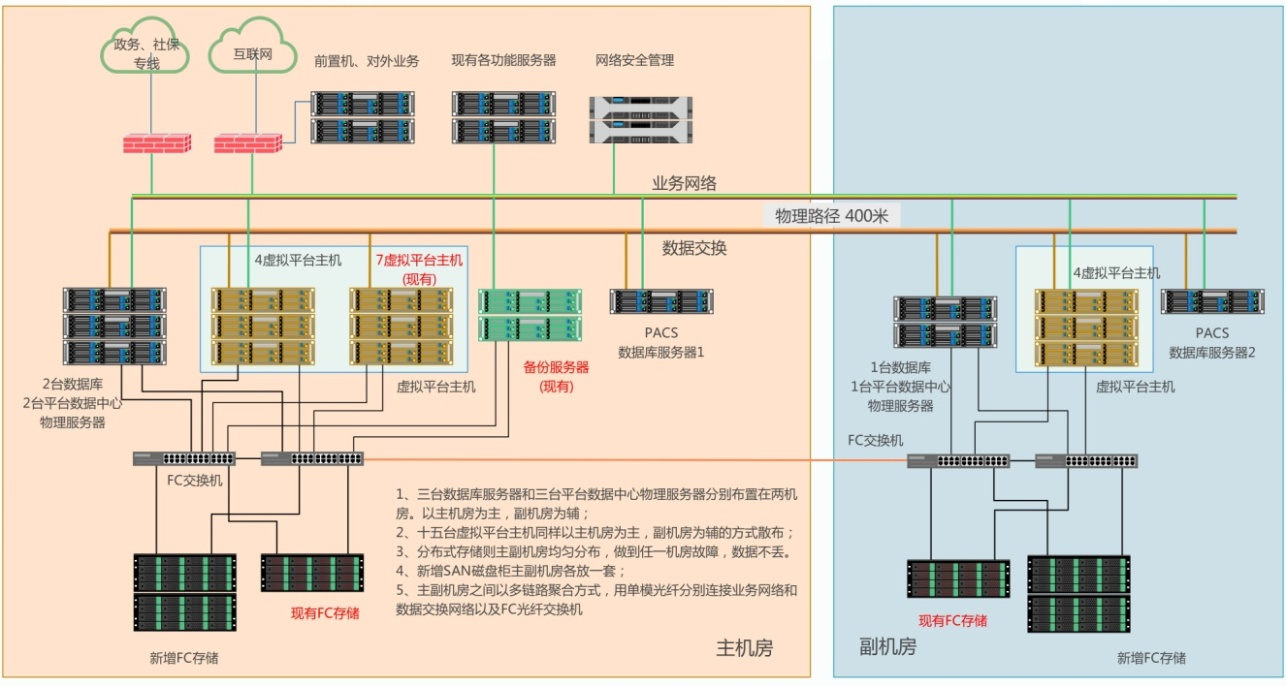 政务、社保
专线
互联网
前置机、对外业务
现有各功能服务器
网络安全管理
业务网络
物理路径 400米
数据交换
4虚拟平台主机
7虚拟平台主机
(现有)
2台数据库
2台平台数据中心
物理服务器
虚拟平台主机
备份服务器
(现有)
PACS
数据库服务器1
4虚拟平台主机
1台数据库
1台平台数据中心
物理服务器
虚拟平台主机
PACS
数据库服务器2
FC交换机
FC交换机
1、三台数据库服务器和三台平台数据中心物理服务器分别布置在两机
房。以主机房为主，副机房为辅；
2、十五台虚拟平台主机同样以主机房为主，副机房为辅的方式散布；
3、分布式存储则主副机房均匀分布，做到任一机房故障，数据不丢。
4、新增SAN磁盘柜主副机房各放一套；
5、主副机房之间以多链路聚合方式，用单模光纤分别连接业务网络和
数据交换网络以及FC光纤交换机
现有FC存储
新增FC存储
主机房
副机房
现有FC存储
新增FC存储